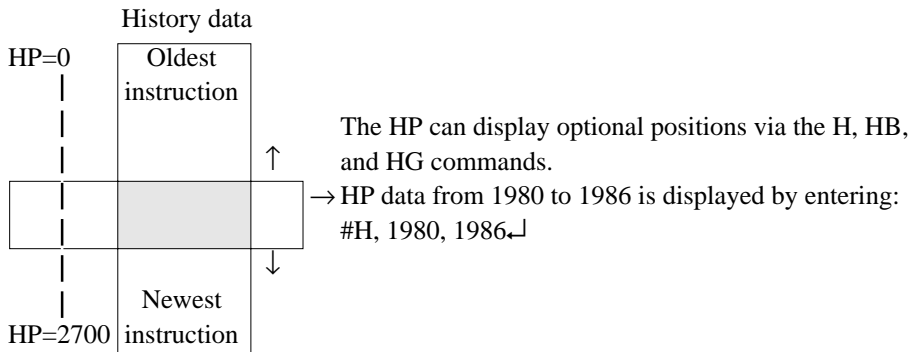 History data
HP=0
Oldest
instruction
The HP can display optional positions via the H, HB,
and HG commands.
↑
→ HP data from 1980 to 1986 is displayed by entering:
#H, 1980, 1986↵
↓
Newest
HP=2700 instruction